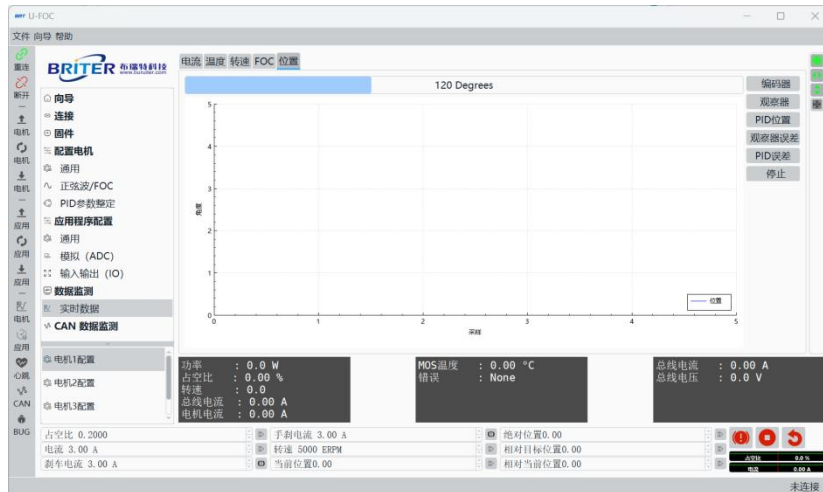 BRT U-FOC
文件 向导 帮助
重连
断开
电机
电机
电机
应用
应用
应用
电机
应用
心跳
CAN
BUG
BRITER 布瑞特科技
向导
连接
固件
配置电机
通用
正弦波/FOC
PID参数整定
应用程序配置
通用
模拟 (ADC)
输入输出 (IO)
数据监测
实时数据
CAN 数据监测
电机1配置
电机2配置
电机3配置
电流 温度 转速 FOC 位置
120 Degrees
编码器
观察器
PID位置
观察器误差
PID误差
停止
5
4
3
2
1
0
角度
0 1 2 3 4 5
采样
位置
功率 : 0.0 W
占空比 : 0.00 %
转速 : 0.0
总线电流 : 0.00 A
电机电流 : 0.00 A
MOS温度 : 0.00 °C
错误 : None
总线电流 : 0.00 A
总线电压 : 0.0 V
占空比 0.2000
手刹电流 3.00 A
绝对位置0.00
电流 3.00 A
转速 5000 ERPM
相对目标位置0.00
刹车电流 3.00 A
当前位置0.00
相对当前位置0.00
占空比 0.0 %
电流 0.00 A
未连接